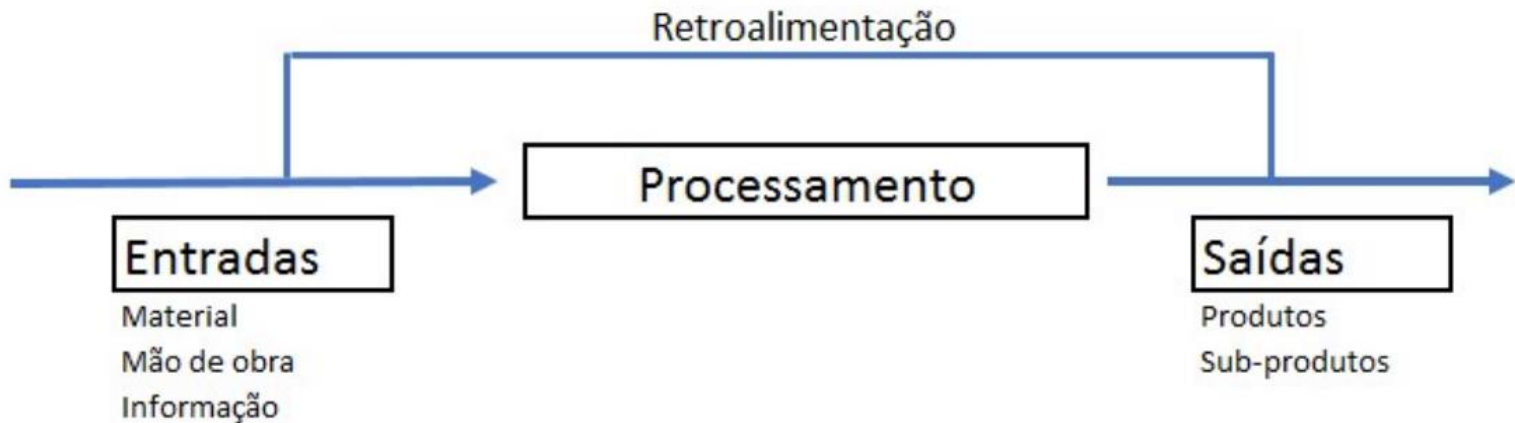 Retroalimentação
Processamento
Entradas
Material
Mão de obra
Informação
Saídas
Produtos
Sub-produtos